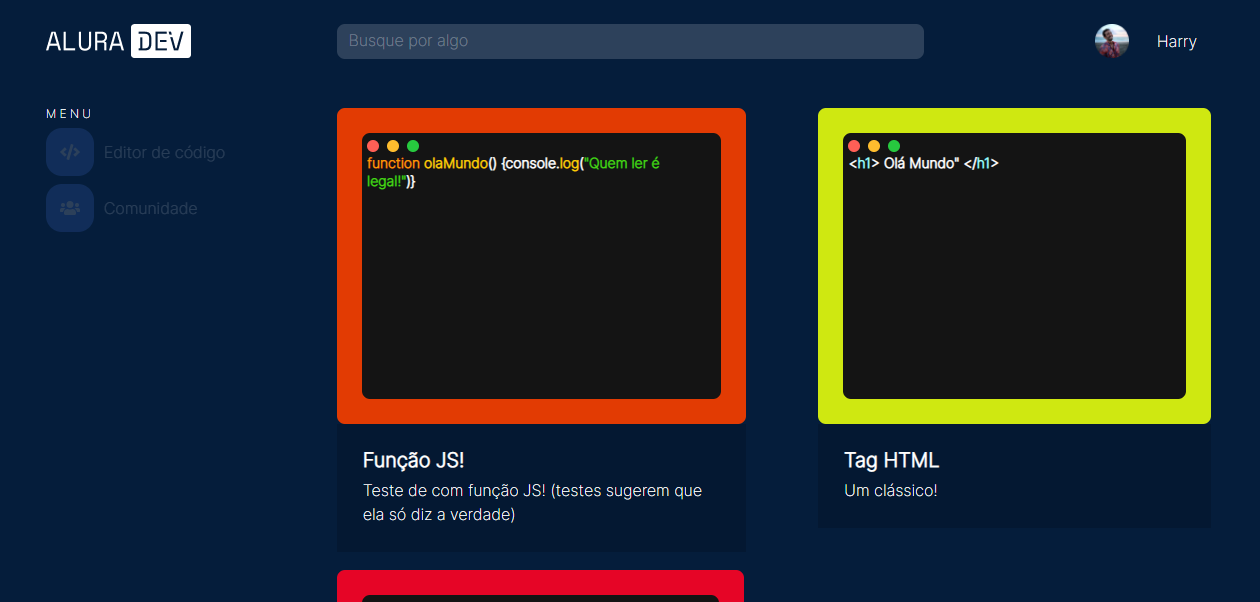 ALURA DEV
Busque por algo
Harry
MENU
Editor de código
Comunidade
function olaMundo() {console.log("Quem ler é
legal!")}
Função JS!
Teste de com função JS! (testes sugerem que
ela só diz a verdade)
<h1> Olá Mundo" </h1>
Tag HTML
Um clássico!